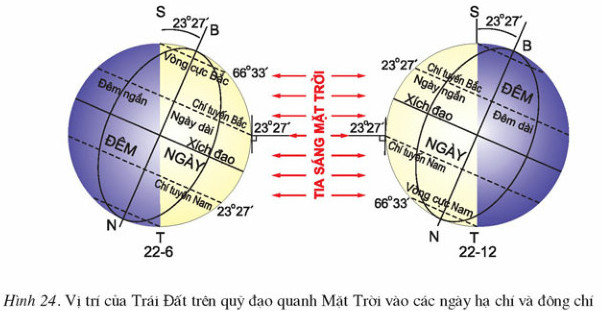 S
23°27′
B
Vòng cực Bắc
66°33′
Chí tuyến Bắc
Đêm ngắn
Ngày dài
23°27′
Xích đạo
ĐÊM
NGÀY
Chí tuyến Nam
23°27′
N
T
22-6
TIA SÁNG MẶT TRỜI
S
23°27′
B
23°27′
Chí tuyến Bắc
Ngày ngắn
ĐÊM
Xích đạo
Đêm dài
23°27′
NGÀY
Chí tuyến Nam
66°33′
Vòng cực Nam
N
T
22-12
Hình 24. Vị trí của Trái Đất trên quỹ đạo quanh Mặt Trời vào các ngày hạ chí và đông chí